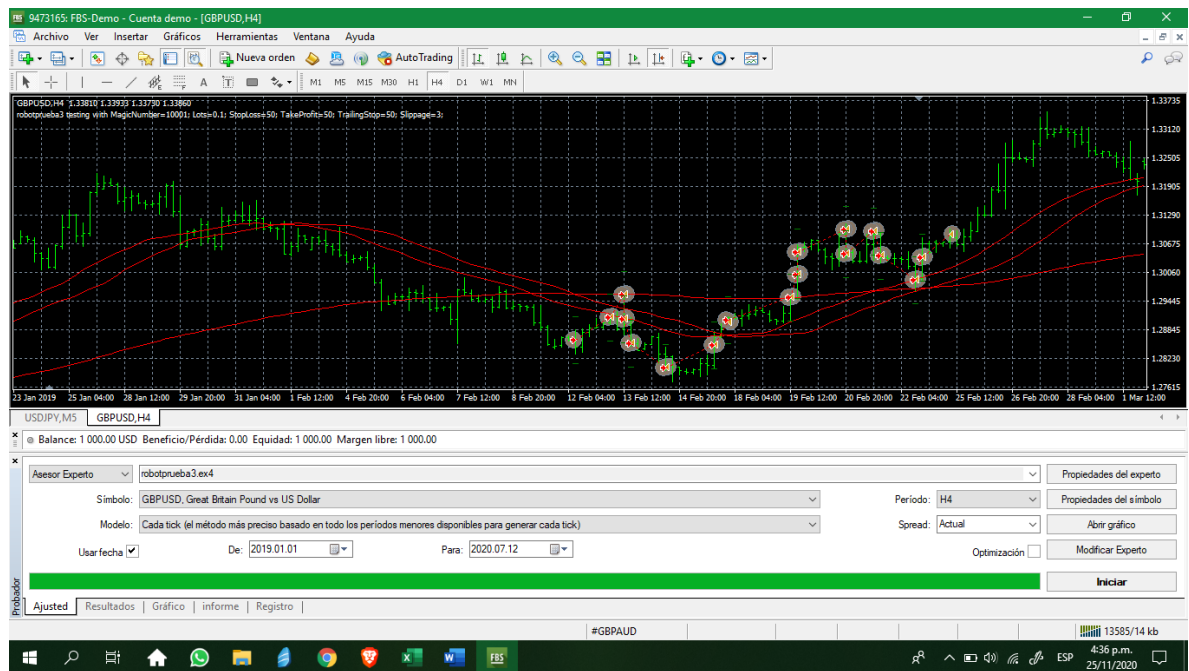 9473165: FBS-Demo - Cuenta demo - [GBPUSD,H4]
Archivo Ver Insertar Gráficos Herramientas Ventana Ayuda
Nueva orden AutoTrading
A T M1 M5 M15 M30 H1 H4 D1 W1 MN
GBPUSD,H4 1.33810 1.33933 1.33730 1.33860
robotprueba3 testing with MagicNumber=10001; Lots=0.1; StopLoss=50; TakeProfit=50; TrailingStop=50; Slippage=3;
1.33735
1.33120
1.32505
1.31905
1.31290
1.30675
1.30060
1.29445
1.28845
1.28230
1.27615
23 Jan 2019 25 Jan 04:00 28 Jan 12:00 29 Jan 20:00 31 Jan 04:00 1 Feb 12:00 4 Feb 20:00 6 Feb 04:00 7 Feb 12:00 8 Feb 20:00 12 Feb 04:00 13 Feb 12:00 14 Feb 20:00 18 Feb 04:00 19 Feb 12:00 20 Feb 20:00 22 Feb 04:00 25 Feb 12:00 26 Feb 20:00 28 Feb 04:00 1 Mar 12:00
USDJPY,M5 GBPUSD,H4
Balance: 1 000.00 USD Beneficio/Pérdida: 0.00 Equidad: 1 000.00 Margen libre: 1 000.00
Asesor Experto robotprueba3.ex4 Propiedades del experto
Símbolo: GBPUSD, Great Britain Pound vs US Dollar Período: H4 Propiedades del símbolo
Modelo: Cada tick (el método más preciso basado en todo los períodos menores disponibles para generar cada tick) Spread: Actual Abrir gráfico
Usar fecha De: 2019.01.01 Para: 2020.07.12 Optimización Modificar Experto
Iniciar
Probador
Ajusted Resultados Gráfico informe Registro
#GBPAUD 13585/14 kb
FBS ESP 4:36 p.m.
25/11/2020